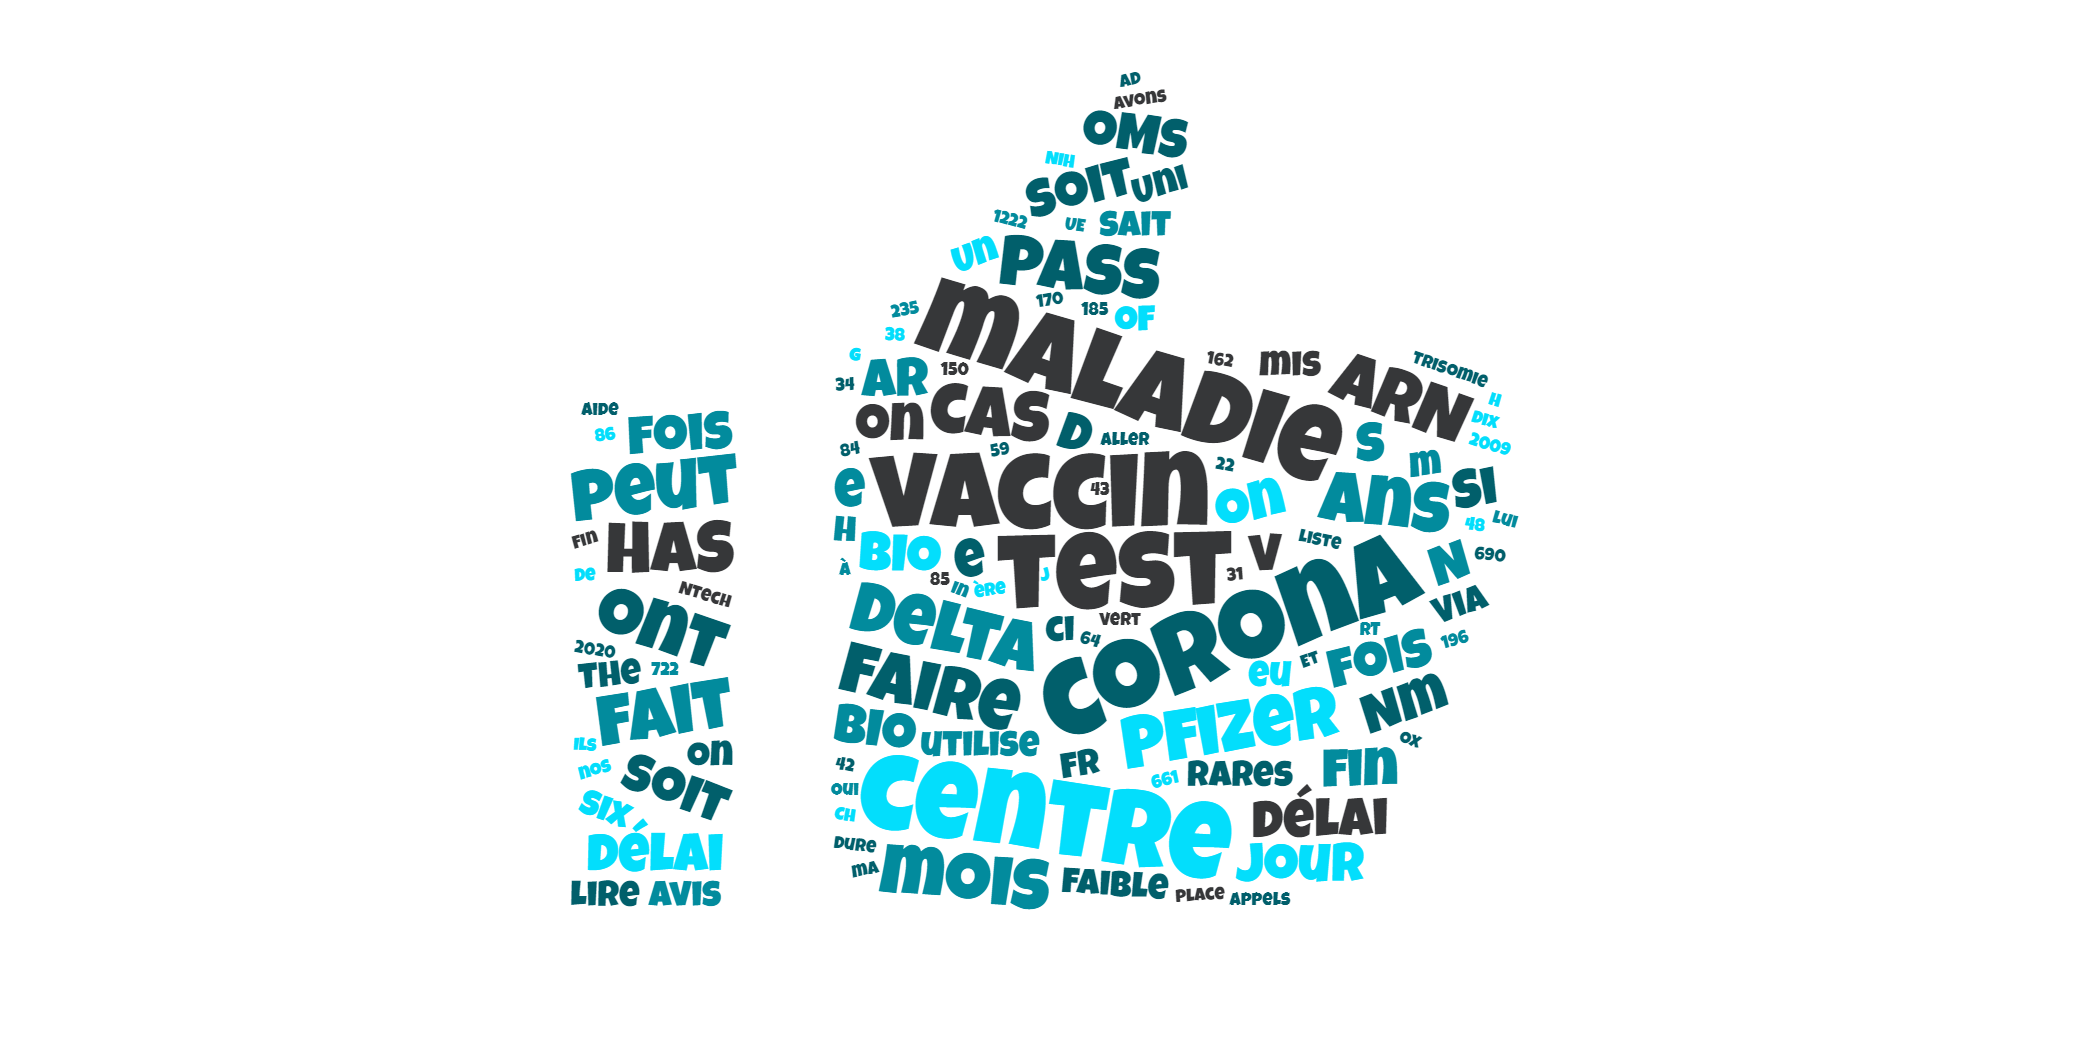 AD
AVONS
OMS
NIH
SOIT UNI
1222 UE SAIT
UN PASS
235 170 185 OF
38 MALADIE
G 162 MIS ARN TRISOMIE
34 AR 150 H
ON CAS D ALLER S DIX
2009
84 59 22 M
e VACCIN 43 ON ANS SI
48 LUI
H BIO e TEST V LISTE
À 85 IN ÈRE J 31 CORONA N 690
DELTA CI 64 VERT VIA
RT 196
FAIRE EU ET FOIS
BIO UTILISE PFIZER NM
OX
42 FR 661 RARES FIN
OUI CENTRE DÉLAI
CH
DURE JOUR
MA MOIS FAIBLE PLACE APPELS
AIDE
86 FOIS
PEUT
FIN HAS
DE NTECH
ONT
2020
THE 722
FAIT
ILS ON
NOS SOIT
SIX
DÉLAI
LIRE AVIS